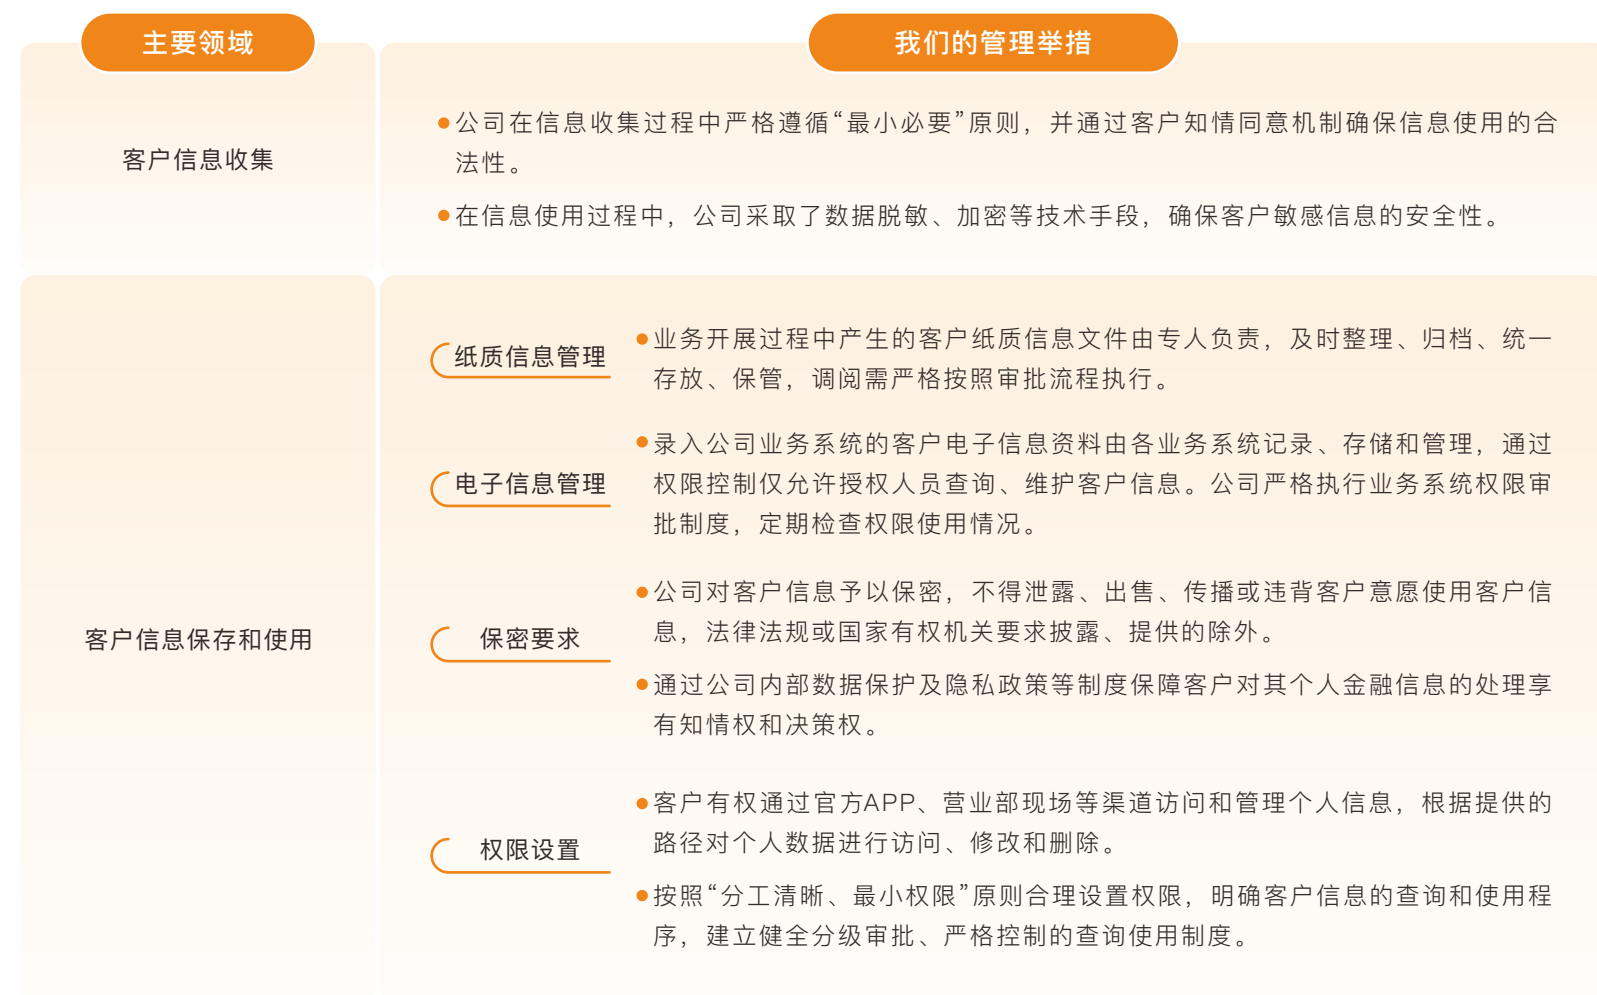 主要领域
我们的管理举措
客户信息收集
●公司在信息收集过程中严格遵循“最小必要”原则，并通过客户知情同意机制确保信息使用的合
法性。
●在信息使用过程中，公司采取了数据脱敏、加密等技术手段，确保客户敏感信息的安全性。
客户信息保存和使用
纸质信息管理
●业务开展过程中产生的客户纸质信息文件由专人负责，及时整理、归档、统一
存放、保管，调阅需严格按照审批流程执行。
电子信息管理
●录入公司业务系统的客户电子信息资料由各业务系统记录、存储和管理，通过
权限控制仅允许授权人员查询、维护客户信息。公司严格执行业务系统权限审
批制度，定期检查权限使用情况。
保密要求
●公司对客户信息予以保密，不得泄露、出售、传播或违背客户意愿使用客户信
息，法律法规或国家有权机关要求披露、提供的除外。
●通过公司内部数据保护及隐私政策等制度保障客户对其个人金融信息的处理享
有知情权和决策权。
权限设置
●客户有权通过官方APP、营业部现场等渠道访问和管理个人信息，根据提供的
路径对个人数据进行访问、修改和删除。
●按照“分工清晰、最小权限”原则合理设置权限，明确客户信息的查询和使用程
序，建立健全分级审批、严格控制的查询使用制度。